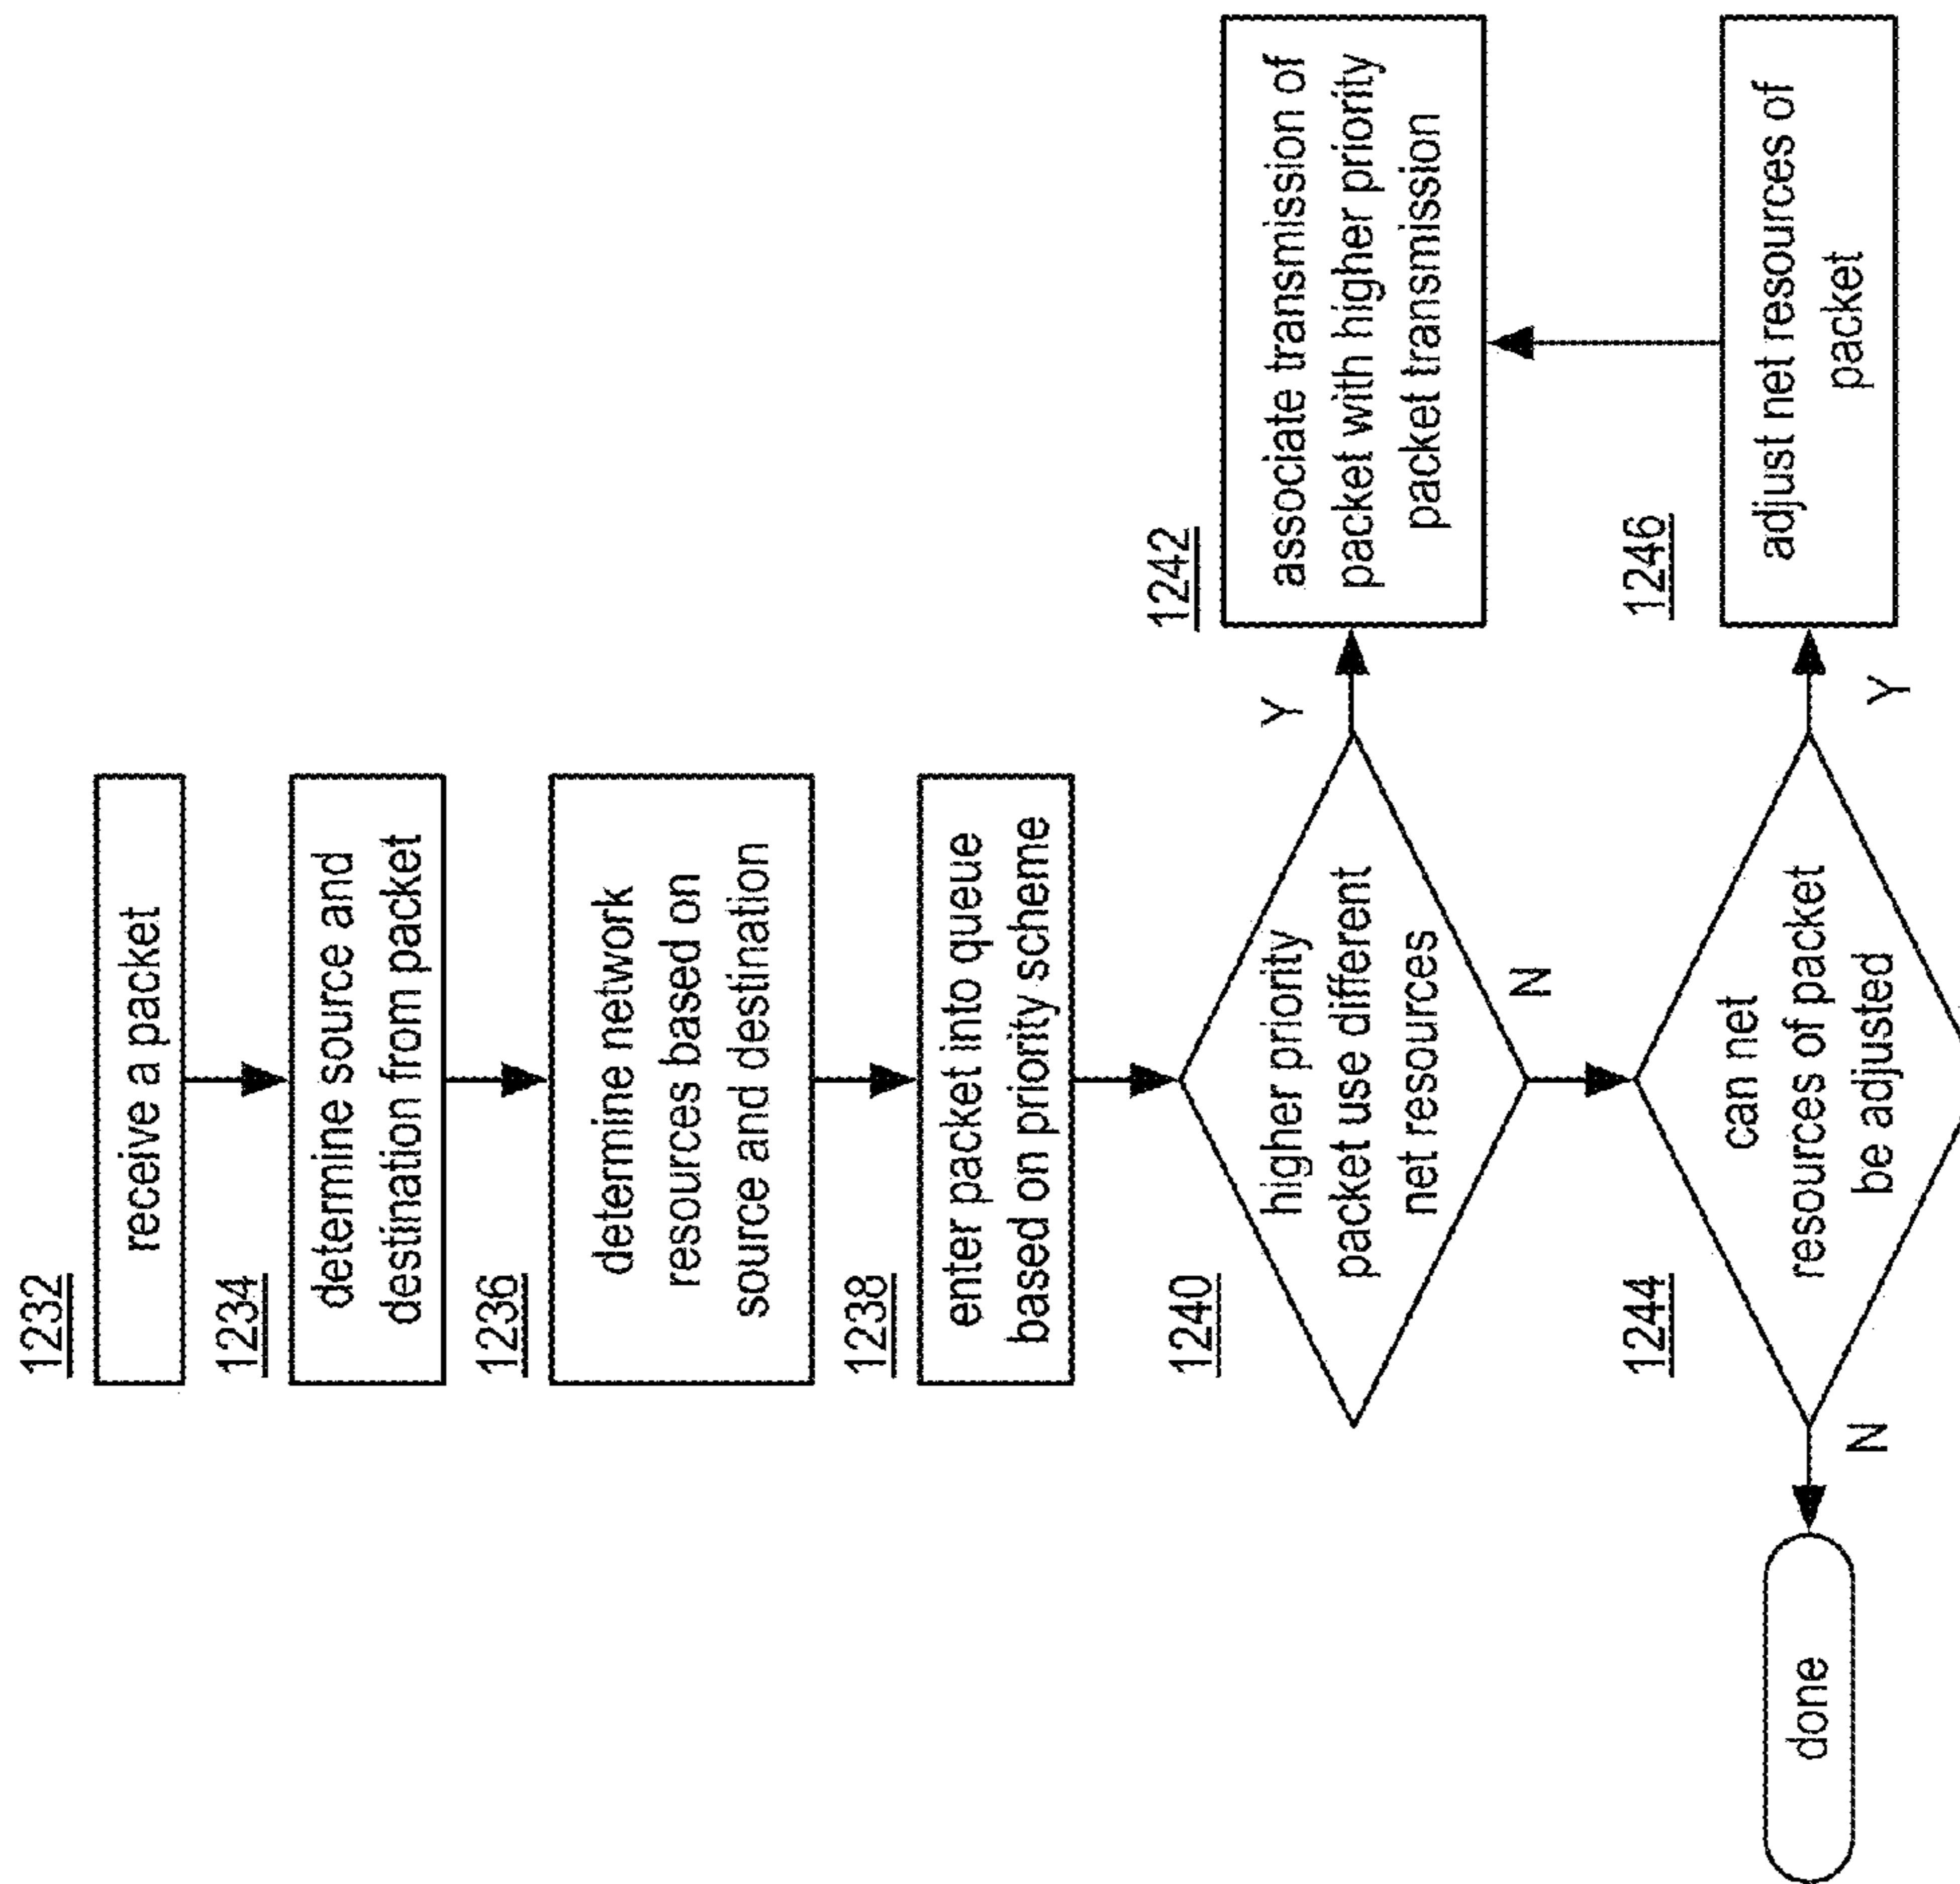 1232
receive a packet
1234
determine source and
destination from packet
1236
determine network
resources based on
source and destination
1238
enter packet into queue
based on priority scheme
1240
higher priority
packet use different
net resources
Y
N
1242
associate transmission of
packet with higher priority
packet transmission
1244
can net
resources of packet
be adjusted
Y
N
1246
adjust net resources of
packet
done